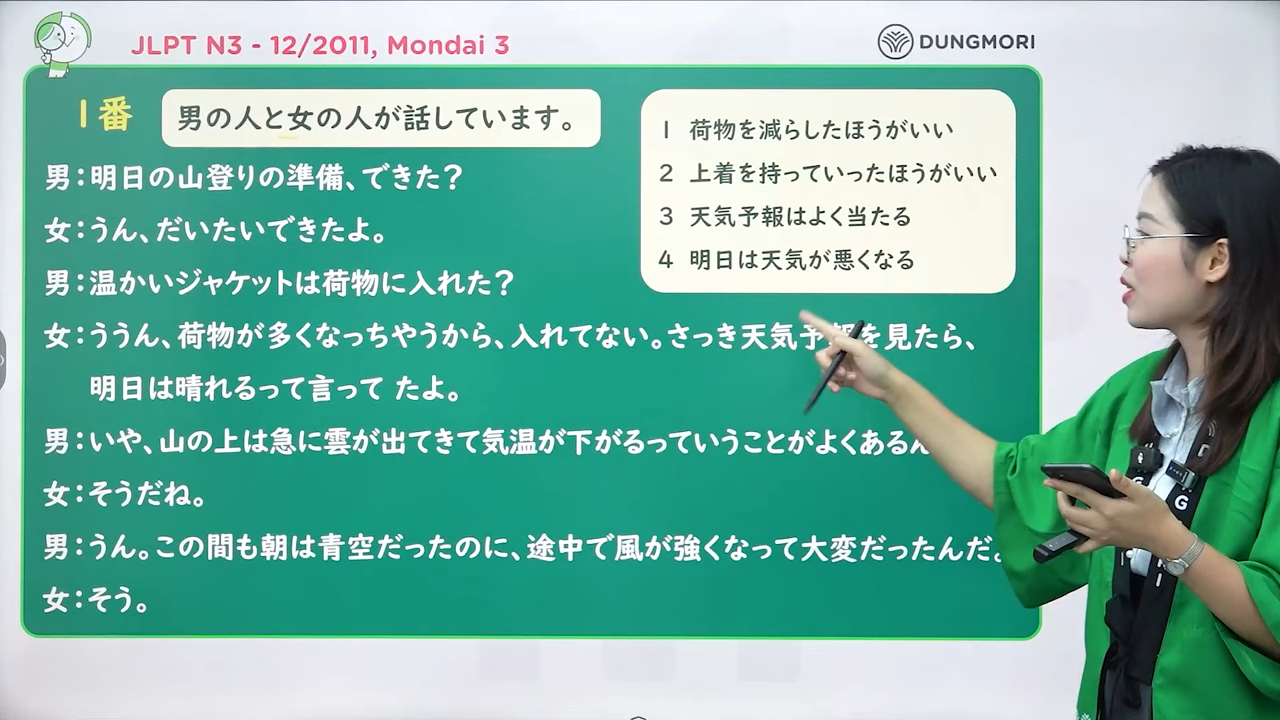 JLPT N3 - 12/2011, Mondai 3
DUNGMORI
1番
男の人と女の人が話しています。
1 荷物を減らしたほうがいい
2 上着を持っていったほうがいい
3 天気予報はよく当たる
4 明日は天気が悪くなる
男：明日の山登りの準備、できた？
女：うん、だいたいできたよ。
男：温かいジャケットは荷物に入れた？
女：ううん、荷物が多くなっちやうから、入れてない。さっき天気予報を見たら、
明日は晴れるって言って たよ。
男：いや、山の上は急に雲が出てきて気温が下がるっていうことがよくあるん
女：そうだね。
男：うん。この間も朝は青空だったのに、途中で風が強くなって大変だったんだ。
女：そう。
G